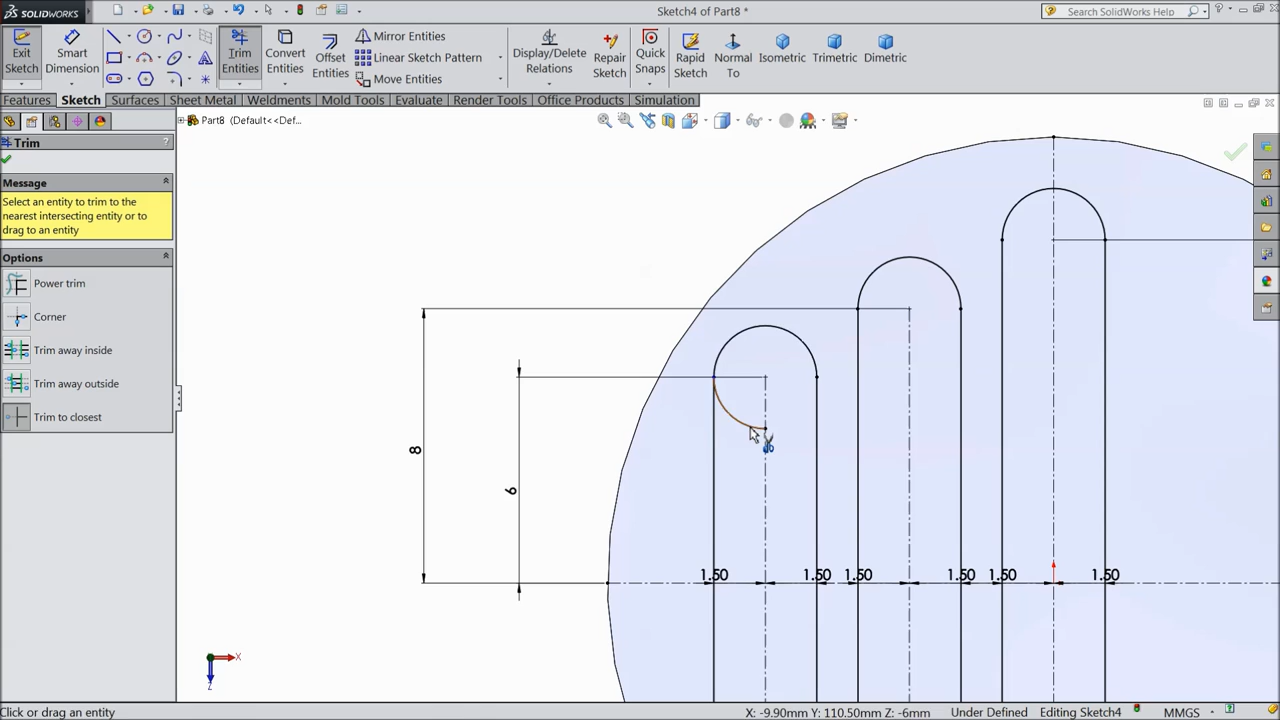 SOLIDWORKS
Sketch4 of Part8 *
Search SolidWorks Help
Exit Sketch
Smart Dimension
Trim Entities
Convert Entities
Offset Entities
Mirror Entities
Linear Sketch Pattern
Move Entities
Display/Delete Relations
Repair Sketch
Quick Snaps
Rapid Sketch
Normal To
Isometric
Trimetric
Dimetric
Features
Sketch
Surfaces
Sheet Metal
Weldments
Mold Tools
Evaluate
Render Tools
Office Products
Simulation
Part8 (Default<<Def...
Trim
?
Message
Select an entity to trim to the
nearest intersecting entity or to
drag to an entity
Options
Power trim
Corner
Trim away inside
Trim away outside
Trim to closest
8
6
1.50
1.50
1.50
1.50
1.50
1.50
X
Z
Click or drag an entity
X: -9.90mm Y: 110.50mm Z: -6mm
Under Defined
Editing Sketch4
MMGS